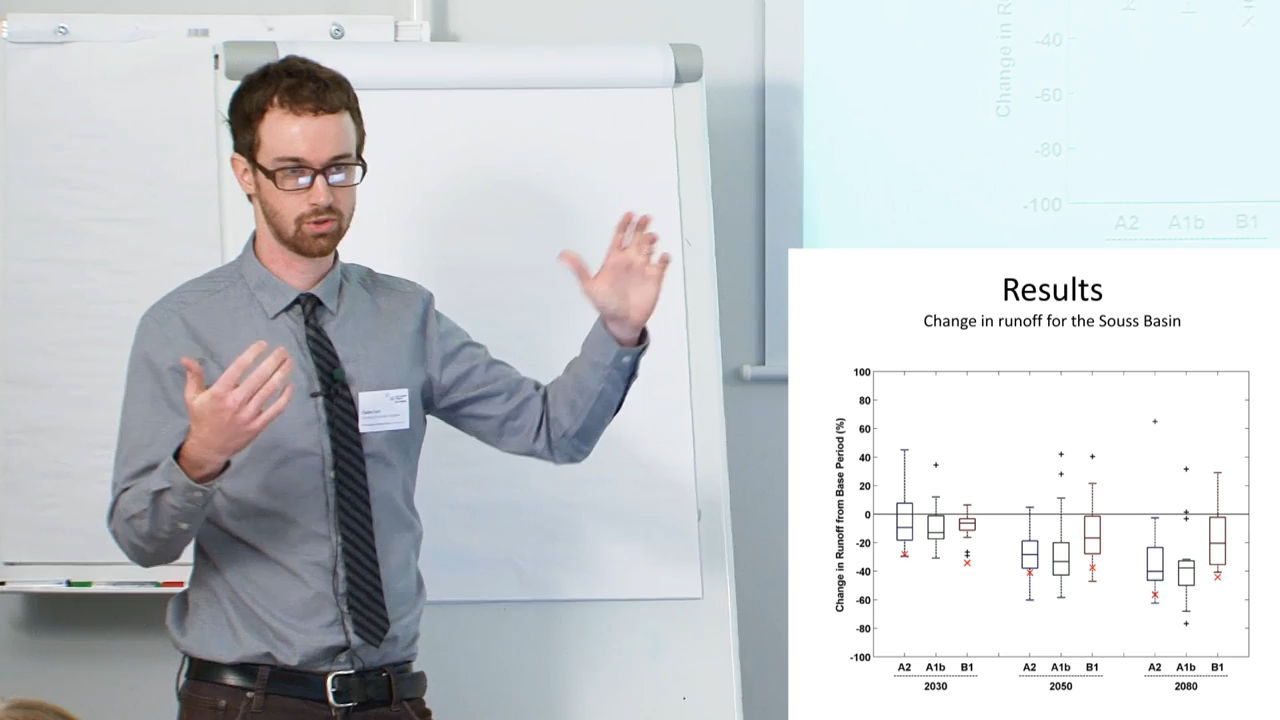 Change in R
-40
-60
-80
-100
A2 A1b B1
Results
Change in runoff for the Souss Basin
Change in Runoff from Base Period (%)
100
80
60
40
20
0
-20
-40
-60
-80
-100
A2 A1b B1 A2 A1b B1 A2 A1b B1
2030 2050 2080